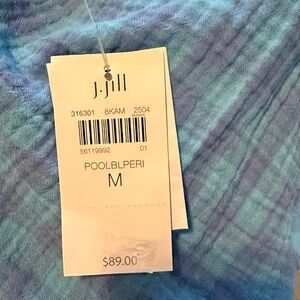 J.Jill
316301 8KAM 2504
56119992 01
POOLBLPERI
M
$89.00